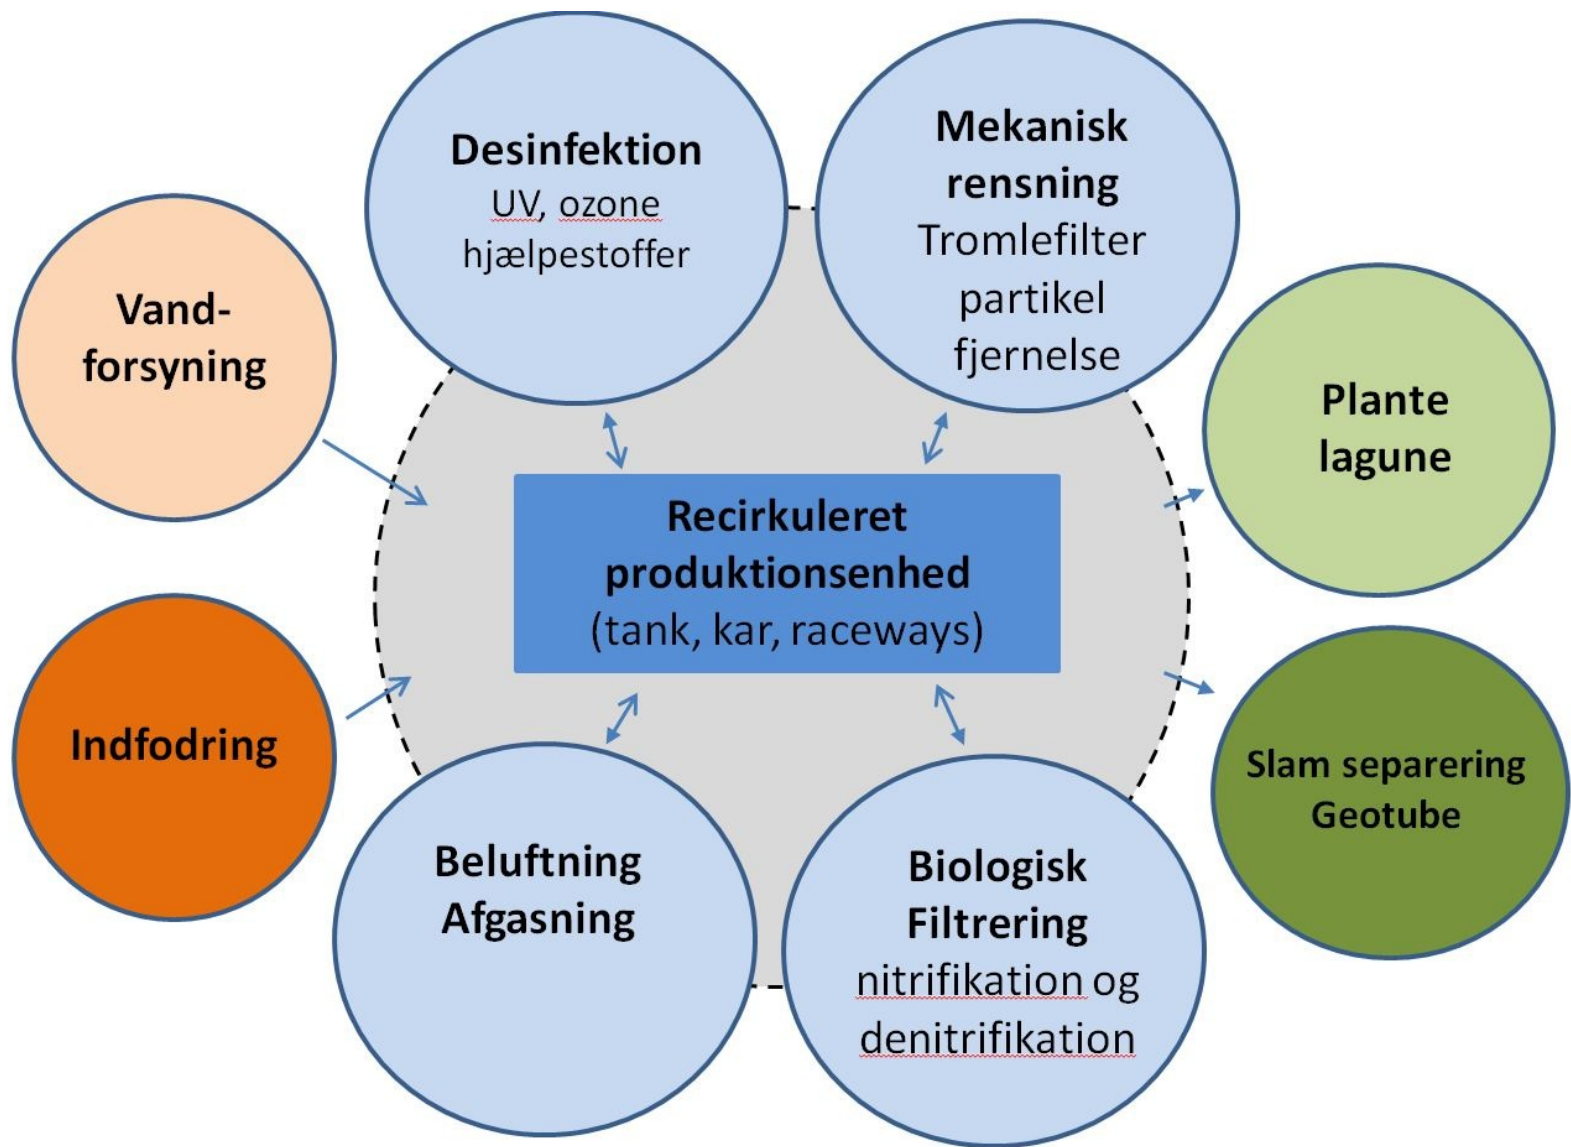 Desinfektion
UV, ozone
hjælpestoffer
Mekanisk
rensning
Tromlefilter
partikel
fjernelse
Vand-
forsyning
Plante
lagune
Recirkuleret
produktionsenhed
(tank, kar, raceways)
Indfodring
Slam separering
Geotube
Beluftning
Afgasning
Biologisk
Filtrering
nitrifikation og
denitrifikation